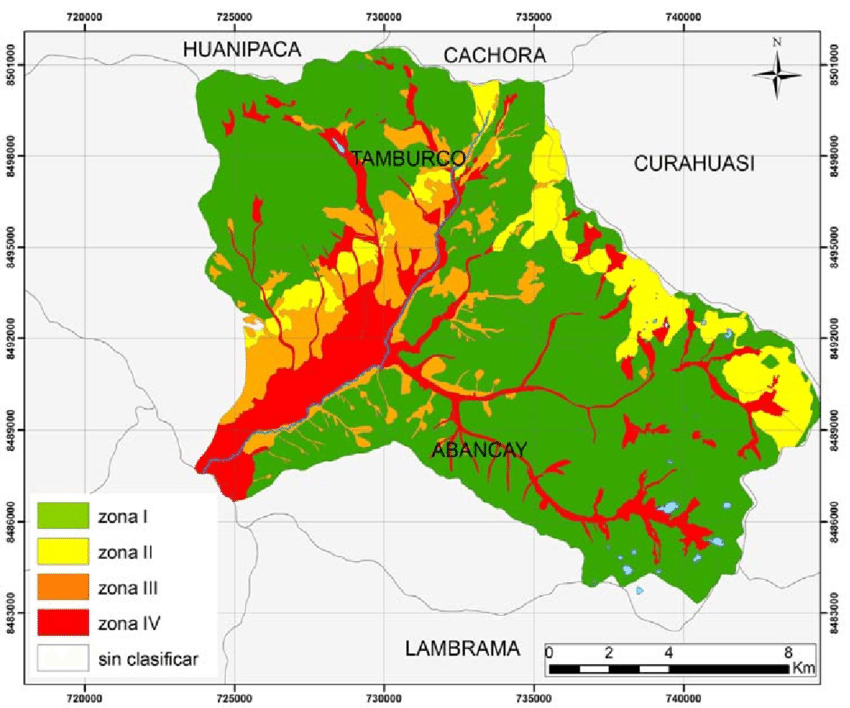 720000 725000 730000 735000 740000
HUANIPACA
CACHORA
N
8501000 8501000
TAMBURCO
CURAHUASI
8498000 8498000
8495000 8495000
8492000 8492000
8489000 8489000
ABANCAY
zona I
8486000 8486000
zona II
zona III
8483000 8483000
zona IV
LAMBRAMA
0 2 4 8
sin clasificar
Km
720000 725000 730000 735000 740000